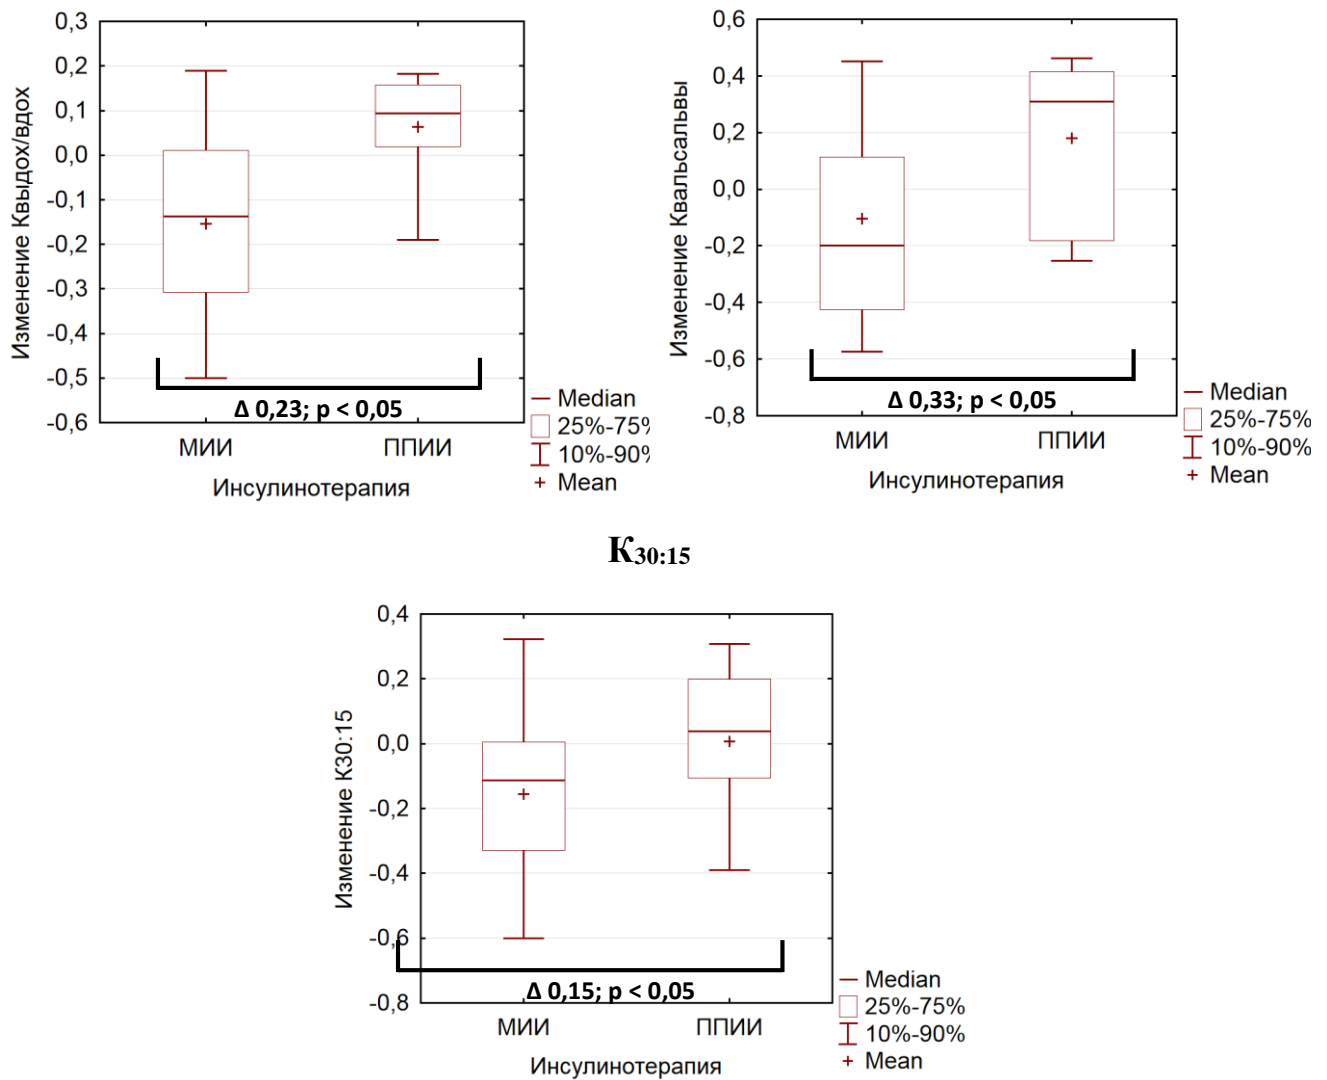 0,3
0,2
0,1
0,0
-0,1
-0,2
-0,3
-0,4
-0,5
-0,6
Изменение Квыдох/вдох
Δ 0,23; p < 0,05
МИИ ППИИ
Инсулинотерапия
Median
25%-75%
10%-90%
Mean
0,6
0,4
0,2
0,0
-0,2
-0,4
-0,6
-0,8
Изменение Квальсальвы
Δ 0,33; p < 0,05
МИИ ППИИ
Инсулинотерапия
Median
25%-75%
10%-90%
Mean
К30:15
0,4
0,2
0,0
-0,2
-0,4
-0,6
-0,8
Изменение К30:15
Δ 0,15; p < 0,05
МИИ ППИИ
Инсулинотерапия
Median
25%-75%
10%-90%
Mean